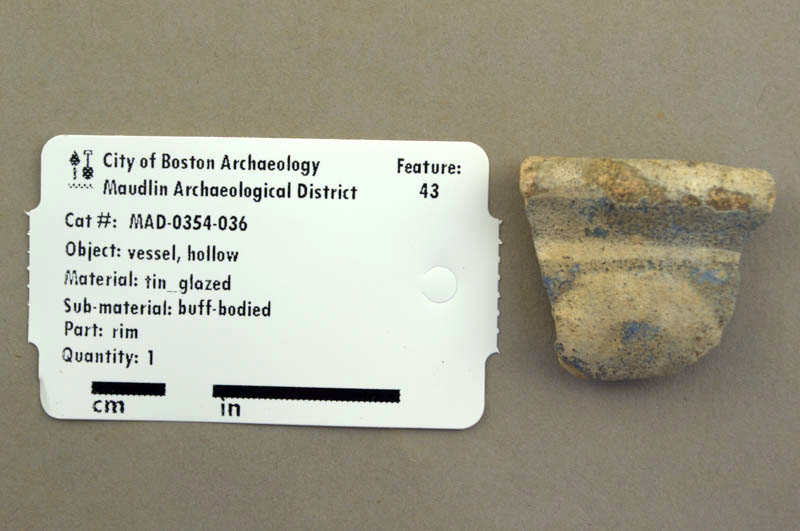 City of Boston Archaeology
Maudlin Archaeological District
Feature:
43
Cat #: MAD-0354-036
Object: vessel, hollow
Material: tin_glazed
Sub-material: buff-bodied
Part: rim
Quantity: 1
cm
in